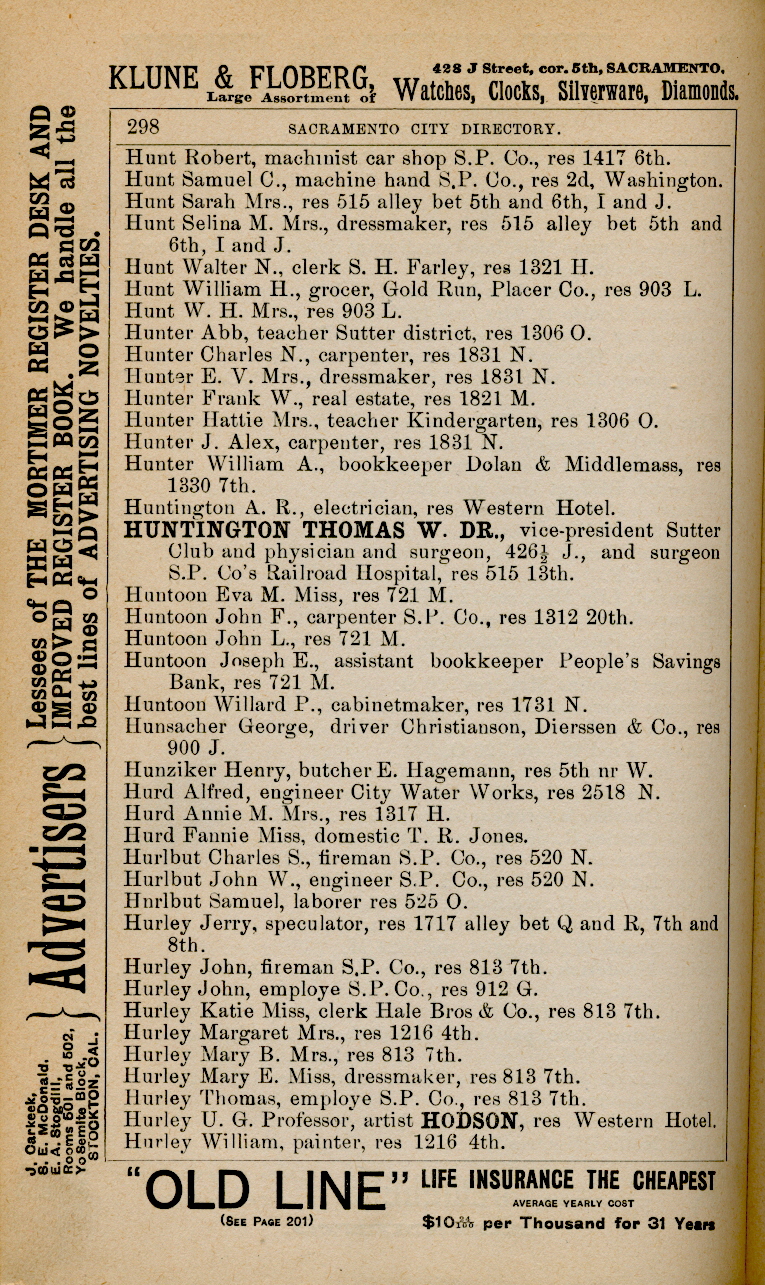 KLUNE & FLOBERG, 428 J Street, cor. 5th, SACRAMENTO,
Large Assortment of Watches, Clocks, Silverware, Diamonds.
298 SACRAMENTO CITY DIRECTORY.
Hunt Robert, machinist car shop S.P. Co., res 1417 6th.
Hunt Samuel C., machine hand S.P. Co., res 2d, Washington.
Hunt Sarah Mrs., res 515 alley bet 5th and 6th, I and J.
Hunt Selina M. Mrs., dressmaker, res 515 alley bet 5th and
6th, I and J.
Hunt Walter N., clerk S. H. Farley, res 1321 H.
Hunt William H., grocer, Gold Run, Placer Co., res 903 L.
Hunt W. H. Mrs., res 903 L.
Hunter Abb, teacher Sutter district, res 1306 O.
Hunter Charles N., carpenter, res 1831 N.
Hunter E. V. Mrs., dressmaker, res 1831 N.
Hunter Frank W., real estate, res 1821 M.
Hunter Hattie Mrs., teacher Kindergarten, res 1306 O.
Hunter J. Alex, carpenter, res 1831 N.
Hunter William A., bookkeeper Dolan & Middlemass, res
1330 7th.
Huntington A. R., electrician, res Western Hotel.
HUNTINGTON THOMAS W. DR., vice-president Sutter
Club and physician and surgeon, 426½ J., and surgeon
S.P. Co's Railroad Hospital, res 515 13th.
Huntoon Eva M. Miss, res 721 M.
Huntoon John F., carpenter S.P. Co., res 1312 20th.
Huntoon John L., res 721 M.
Huntoon Joseph E., assistant bookkeeper People's Savings
Bank, res 721 M.
Huntoon Willard P., cabinetmaker, res 1731 N.
Hunsacher George, driver Christianson, Dierssen & Co., res
900 J.
Hunziker Henry, butcher E. Hagemann, res 5th nr W.
Hurd Alfred, engineer City Water Works, res 2518 N.
Hurd Annie M. Mrs., res 1317 H.
Hurd Fannie Miss, domestic T. R. Jones.
Hurlbut Charles S., fireman S.P. Co., res 520 N.
Hurlbut John W., engineer S.P. Co., res 520 N.
Hurlbut Samuel, laborer res 525 O.
Hurley Jerry, speculator, res 1717 alley bet Q and R, 7th and
8th.
Hurley John, fireman S.P. Co., res 813 7th.
Hurley John, employe S.P. Co., res 912 G.
Hurley Katie Miss, clerk Hale Bros & Co., res 813 7th.
Hurley Margaret Mrs., res 1216 4th.
Hurley Mary B. Mrs., res 813 7th.
Hurley Mary E. Miss, dressmaker, res 813 7th.
Hurley Thomas, employe S.P. Co., res 813 7th.
Hurley U. G. Professor, artist HODSON, res Western Hotel.
Hurley William, painter, res 1216 4th.
"OLD LINE" LIFE INSURANCE THE CHEAPEST
(SEE PAGE 201) AVERAGE YEARLY COST
$10 per Thousand for 31 Years
J. Carkeek,
S. E. McDonald,
E. A. Stoegdill,
Rooms 501 and 502,
Yosemite Block,
STOCKTON, CAL.
Advertisers
Lessees of THE MORTIMER REGISTER DESK AND
IMPROVED REGISTER BOOK. We handle all the
best lines of ADVERTISING NOVELTIES.